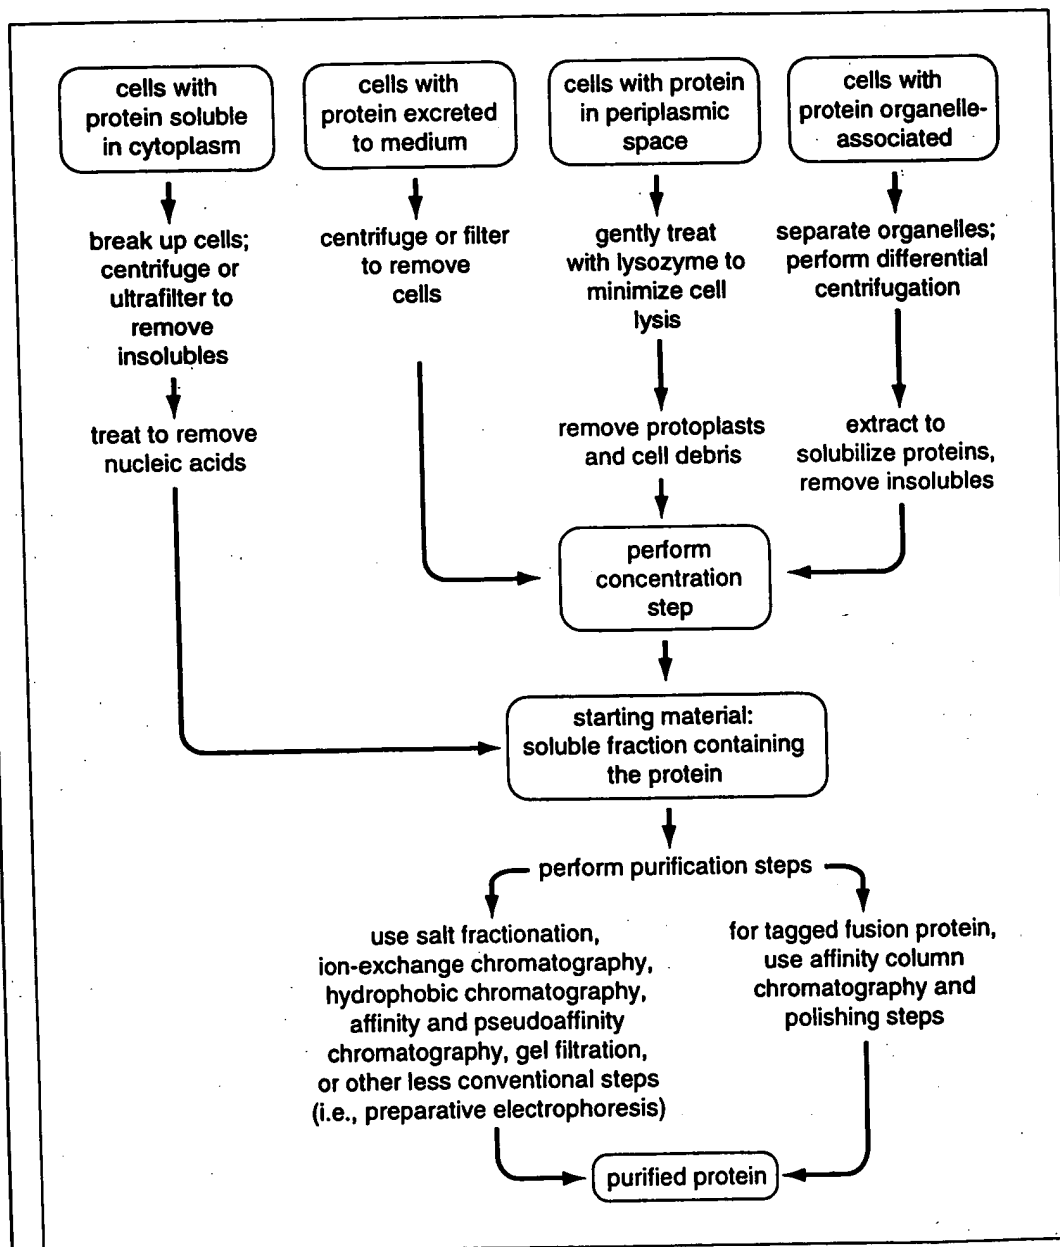 cells with
protein soluble
in cytoplasm
cells with
protein excreted
to medium
cells with protein
in periplasmic
space
cells with
protein organelle-
associated
break up cells;
centrifuge or
ultrafilter to
remove
insolubles
centrifuge or filter
to remove
cells
gently treat
with lysozyme to
minimize cell
lysis
separate organelles;
perform differential
centrifugation
treat to remove
nucleic acids
remove protoplasts
and cell debris
extract to
solubilize proteins,
remove insolubles
perform
concentration
step
starting material:
soluble fraction containing
the protein
perform purification steps
use salt fractionation,
ion-exchange chromatography,
hydrophobic chromatography,
affinity and pseudoaffinity
chromatography, gel filtration,
or other less conventional steps
(i.e., preparative electrophoresis)
for tagged fusion protein,
use affinity column
chromatography and
polishing steps
purified protein